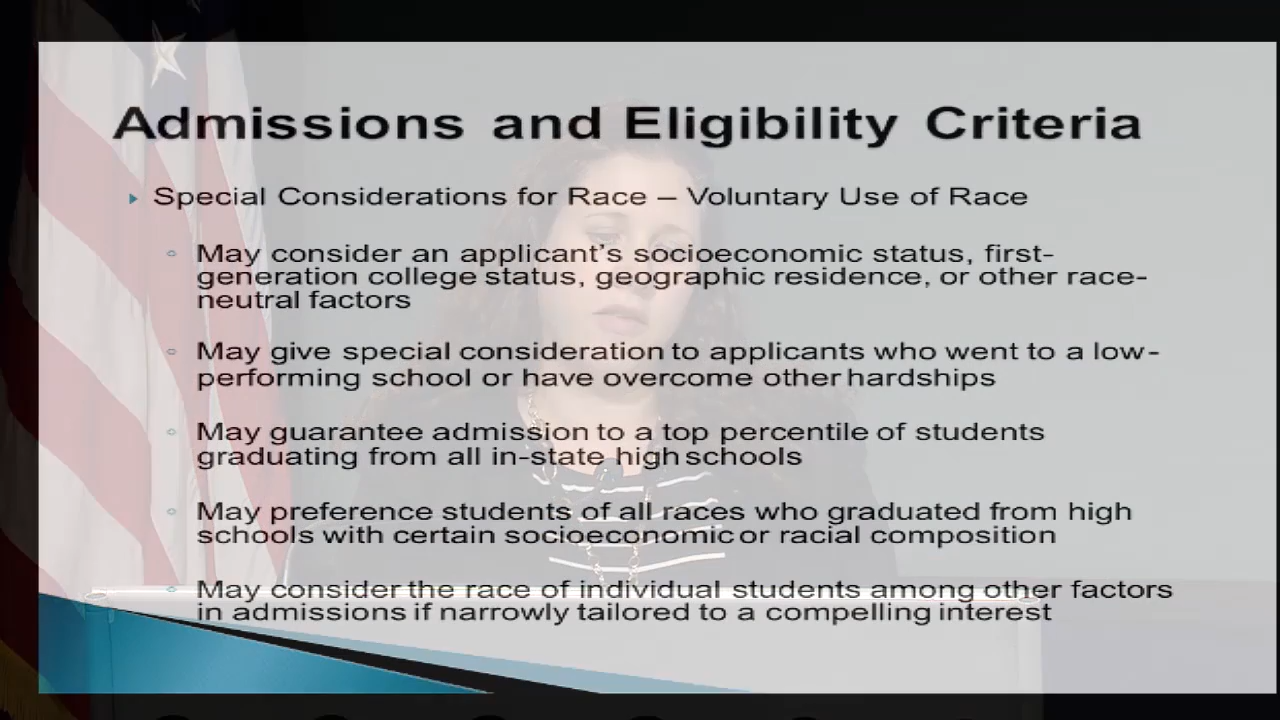 Admissions and Eligibility Criteria
Special Considerations for Race – Voluntary Use of Race
May consider an applicant's socioeconomic status, first-
generation college status, geographic residence, or other race-
neutral factors
May give special consideration to applicants who went to a low-
performing school or have overcome other hardships
May guarantee admission to a top percentile of students
graduating from all in-state high schools
May preference students of all races who graduated from high
schools with certain socioeconomic or racial composition
May consider the race of individual students among other factors
in admissions if narrowly tailored to a compelling interest